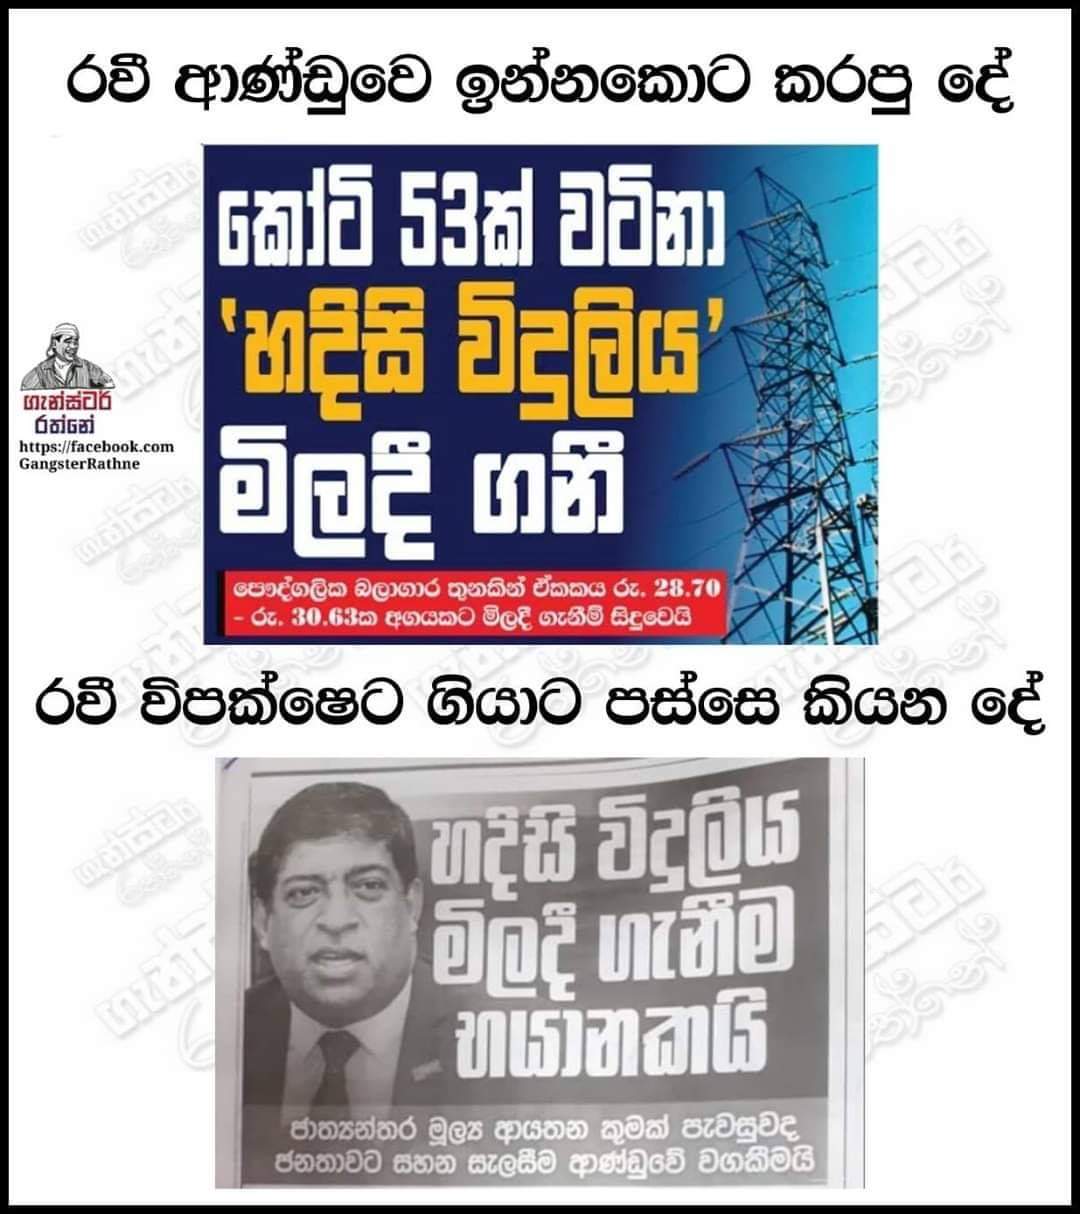 රවී ආණ්ඩුවෙ ඉන්නකොට කරපු දේ
කෝටි 53ක් වටිනා
‘හදිසි විදුලිය’
මිලදී ගනී
පෞද්ගලික බලාගාර තුනකින් ඒකකය රු. 28.70
- රු. 30.63ක අගයකට මිලදී ගැනීම් සිදුවෙයි
ගැන්ස්ටර්
රත්නේ
https://facebook.com
GangsterRathne
රවී විපක්ෂෙට ගියාට පස්සෙ කියන දේ
හදිසි විදුලිය
මිලදී ගැනීම
භයානකයි
ජාත්‍යන්තර මූල්‍ය ආයතන කුමක් පැවසුවද
ජනතාවට සහන සැලසීම ආණ්ඩුවේ වගකීමයි